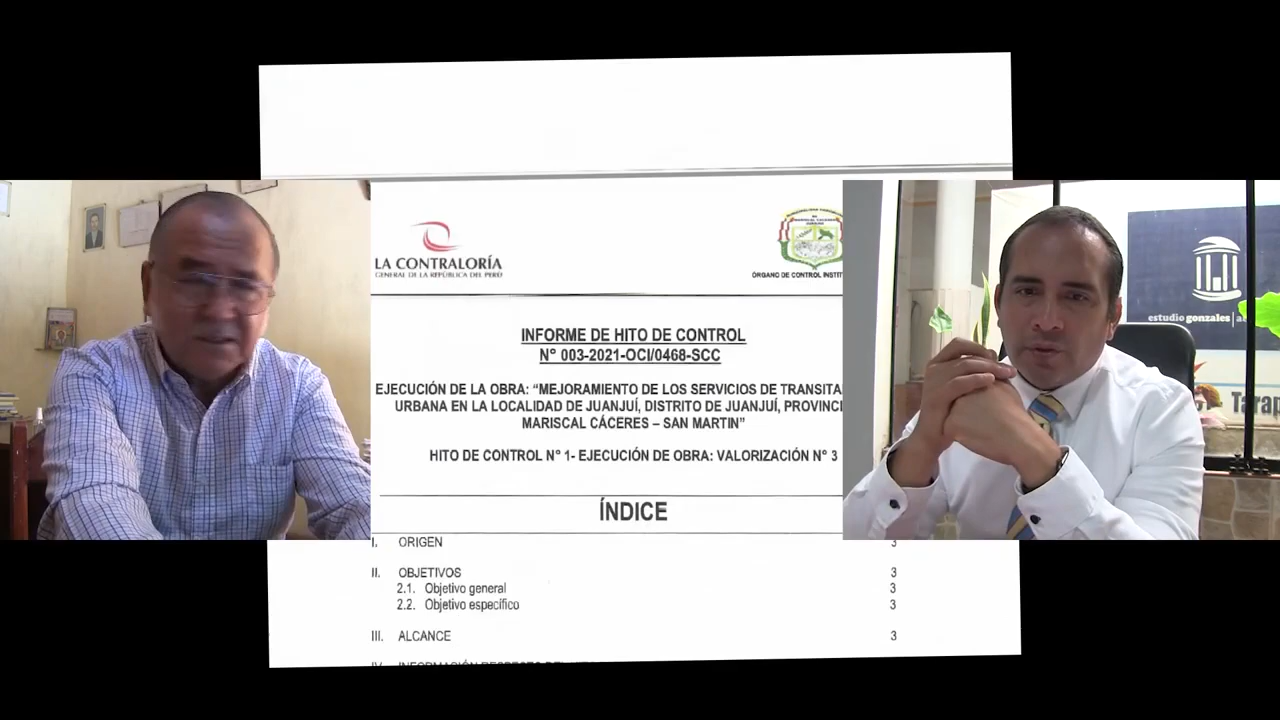 LA CONTRALORÍA
GENERAL DE LA REPÚBLICA DEL PERÚ
ÓRGANO DE CONTROL INSTIT
INFORME DE HITO DE CONTROL
N° 003-2021-OCI/0468-SCC
EJECUCIÓN DE LA OBRA: “MEJORAMIENTO DE LOS SERVICIOS DE TRANSITA
URBANA EN LA LOCALIDAD DE JUANJUÍ, DISTRITO DE JUANJUÍ, PROVINCI
MARISCAL CÁCERES – SAN MARTIN”
HITO DE CONTROL N° 1- EJECUCIÓN DE OBRA: VALORIZACIÓN N° 3
ÍNDICE
I. ORIGEN 3
II. OBJETIVOS 3
2.1. Objetivo general 3
2.2. Objetivo específico 3
III. ALCANCE 3
estudio gonzales
Tarap